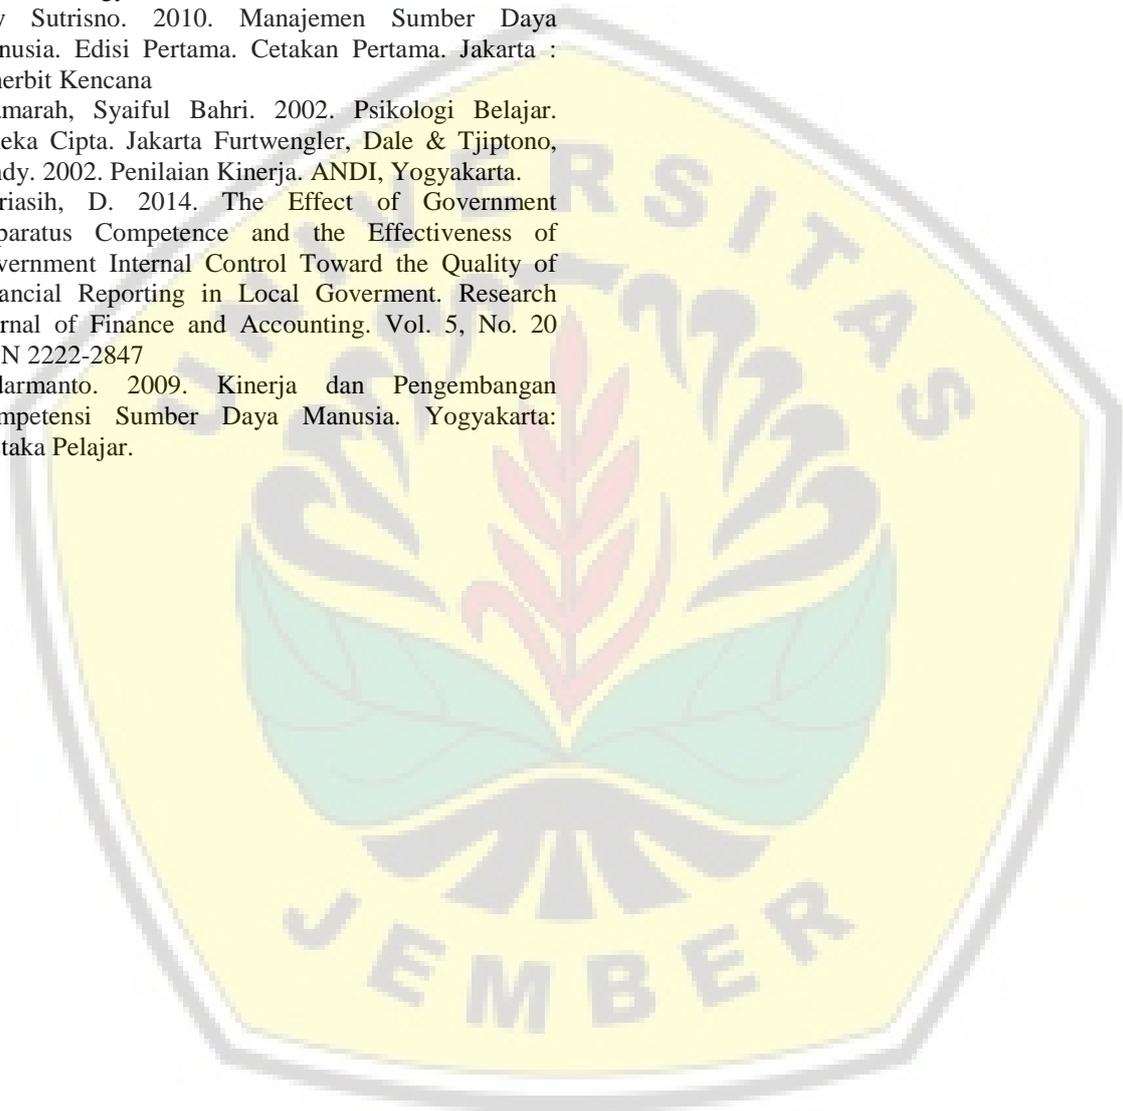 y Sutrisno. 2010. Manajemen Sumber Daya
nusia. Edisi Pertama. Cetakan Pertama. Jakarta :
nerbit Kencana
marah, Syaiful Bahri. 2002. Psikologi Belajar.
eka Cipta. Jakarta Furtwengler, Dale & Tjiptono,
ndy. 2002. Penilaian Kinerja. ANDI, Yogyakarta.
riasih, D. 2014. The Effect of Government
paratus Competence and the Effectiveness of
vernment Internal Control Toward the Quality of
ancial Reporting in Local Goverment. Research
rnal of Finance and Accounting. Vol. 5, No. 20
N 2222-2847
darmanto. 2009. Kinerja dan Pengembangan
mpetensi Sumber Daya Manusia. Yogyakarta:
taka Pelajar.
UNIVERSITAS
JEMBER